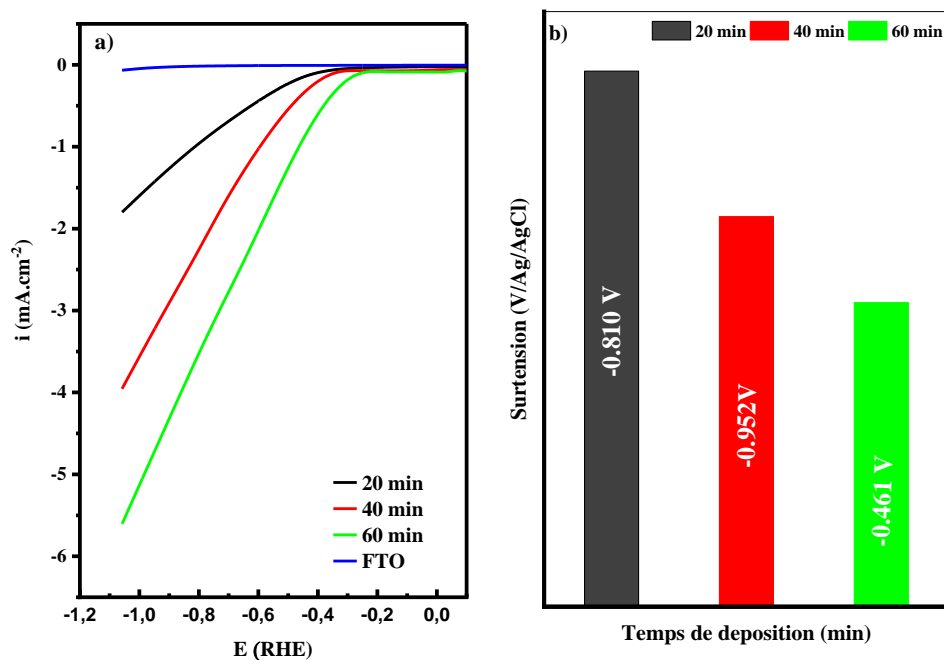 a)
0
-1
-2
-3
-4
-5
-6
i (mA.cm-2)
20 min
40 min
60 min
FTO
-1,2 -1,0 -0,8 -0,6 -0,4 -0,2 0,0
E (RHE)
b)
20 min 40 min 60 min
Surtension (V/Ag/AgCl)
-0.810 V
-0.952V
-0.461 V
Temps de deposition (min)